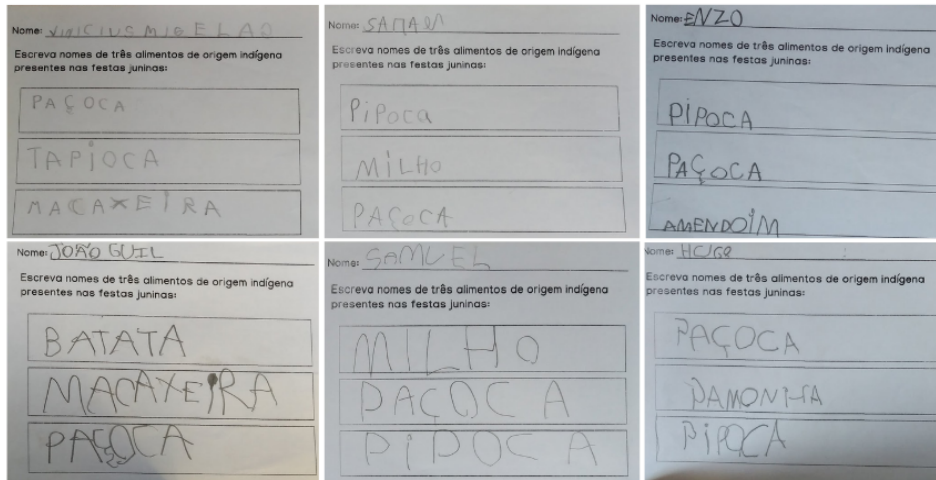 Nome: VINICIUS MIGELAO
Escreva nomes de três alimentos de origem indígena
presentes nas festas juninas:
PAÇOCA
TAPIOCA
MACAXEIRA
Nome:
Escreva nomes de três alimentos de origem indígena
presentes nas festas juninas:
PiPoca
MiLHo
PAÇOCA
Nome: ENZO
Escreva nomes de três alimentos de origem indígena
presentes nas festas juninas:
PIPOCA
PAÇOCA
AMENDOIM
Nome: JOÃO GUIL
Escreva nomes de três alimentos de origem indígena
presentes nas festas juninas:
BATATA
MACAXEIRA
PAÇOCA
Nome: SAMUEL
Escreva nomes de três alimentos de origem indígena
presentes nas festas juninas:
MILHO
PAÇOCA
PIPOCA
Nome:
Escreva nomes de três alimentos de origem indígena
presentes nas festas juninas:
PAÇOCA
PAMONHA
PiPOCA